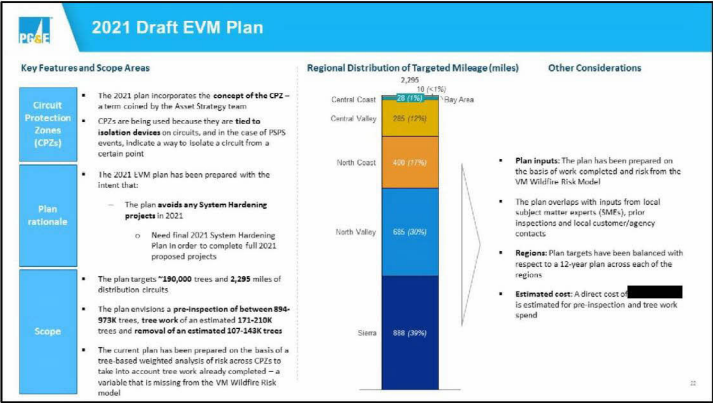 PG&E
2021 Draft EVM Plan
Key Features and Scope Areas
Circuit
Protection
Zones
(CPZs)
▪ The 2021 plan incorporates the concept of the CPZ –
a term coined by the Asset Strategy team
▪ CPZs are being used because they are tied to
isolation devices on circuits, and in the case of PSPS
events, indicate a way to isolate a circuit from a
certain point
Plan
rationale
▪ The 2021 EVM plan has been prepared with the
intent that:
– The plan avoids any System Hardening
projects in 2021
o Need final 2021 System Hardening
Plan in order to complete full 2021
proposed projects
Scope
▪ The plan targets ~190,000 trees and 2,295 miles of
distribution circuits
▪ The plan envisions a pre-inspection of between 894-
973K trees, tree work of an estimated 171-210K
trees and removal of an estimated 107-143K trees
▪ The current plan has been prepared on the basis of a
tree-based weighted analysis of risk across CPZs to
take into account tree work already completed – a
variable that is missing from the VM Wildfire Risk
model
Regional Distribution of Targeted Mileage (miles)
2,295
(<1%)
Bay Area
Central Coast 28 (1%)
Central Valley (12%)
North Coast 400 (17%)
North Valley 685 (30%)
Sierra 888 (39%)
Other Considerations
▪ Plan inputs: The plan has been prepared on
the basis of work completed and risk from the
VM Wildfire Risk Model
▪ The plan overlaps with inputs from local
subject matter experts (SMEs), prior
inspections and local customer/agency
contacts
▪ Regions: Plan targets have been balanced with
respect to a 12-year plan across each of the
regions
▪ Estimated cost: A direct cost of
is estimated for pre-inspection and tree work
spend